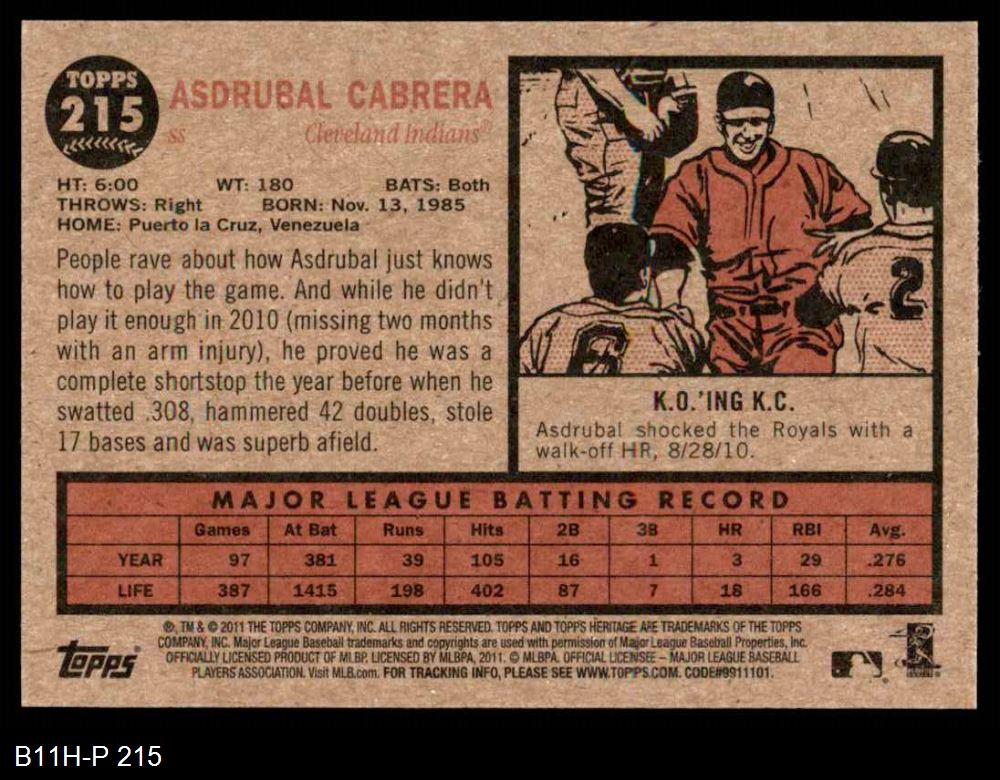 TOPPS
215
ASDRUBAL CABRERA
SS
Cleveland Indians®
HT: 6:00 WT: 180 BATS: Both
THROWS: Right BORN: Nov. 13, 1985
HOME: Puerto la Cruz, Venezuela
People rave about how Asdrubal just knows
how to play the game. And while he didn't
play it enough in 2010 (missing two months
with an arm injury), he proved he was a
complete shortstop the year before when he
swatted .308, hammered 42 doubles, stole
17 bases and was superb afield.
2
6
K.O.'ING K.C.
Asdrubal shocked the Royals with a
walk-off HR, 8/28/10.
MAJOR LEAGUE BATTING RECORD
Games At Bat Runs Hits 2B 3B HR RBI Avg.
YEAR 97 381 39 105 16 1 3 29 .276
LIFE 387 1415 198 402 87 7 18 166 .284
®, TM & © 2011 THE TOPPS COMPANY, INC. ALL RIGHTS RESERVED. TOPPS AND TOPPS HERITAGE ARE TRADEMARKS OF THE TOPPS
COMPANY, INC. Major League Baseball trademarks and copyrights are used with permission of Major League Baseball Properties, Inc.
OFFICIALLY LICENSED PRODUCT OF MLBP. LICENSED BY MLBPA, 2011. © MLBPA. OFFICIAL LICENSEE – MAJOR LEAGUE BASEBALL
PLAYERS ASSOCIATION. Visit MLB.com. FOR TRACKING INFO, PLEASE SEE WWW.TOPPS.COM. CODE#9911101.
topps®
B11H-P 215